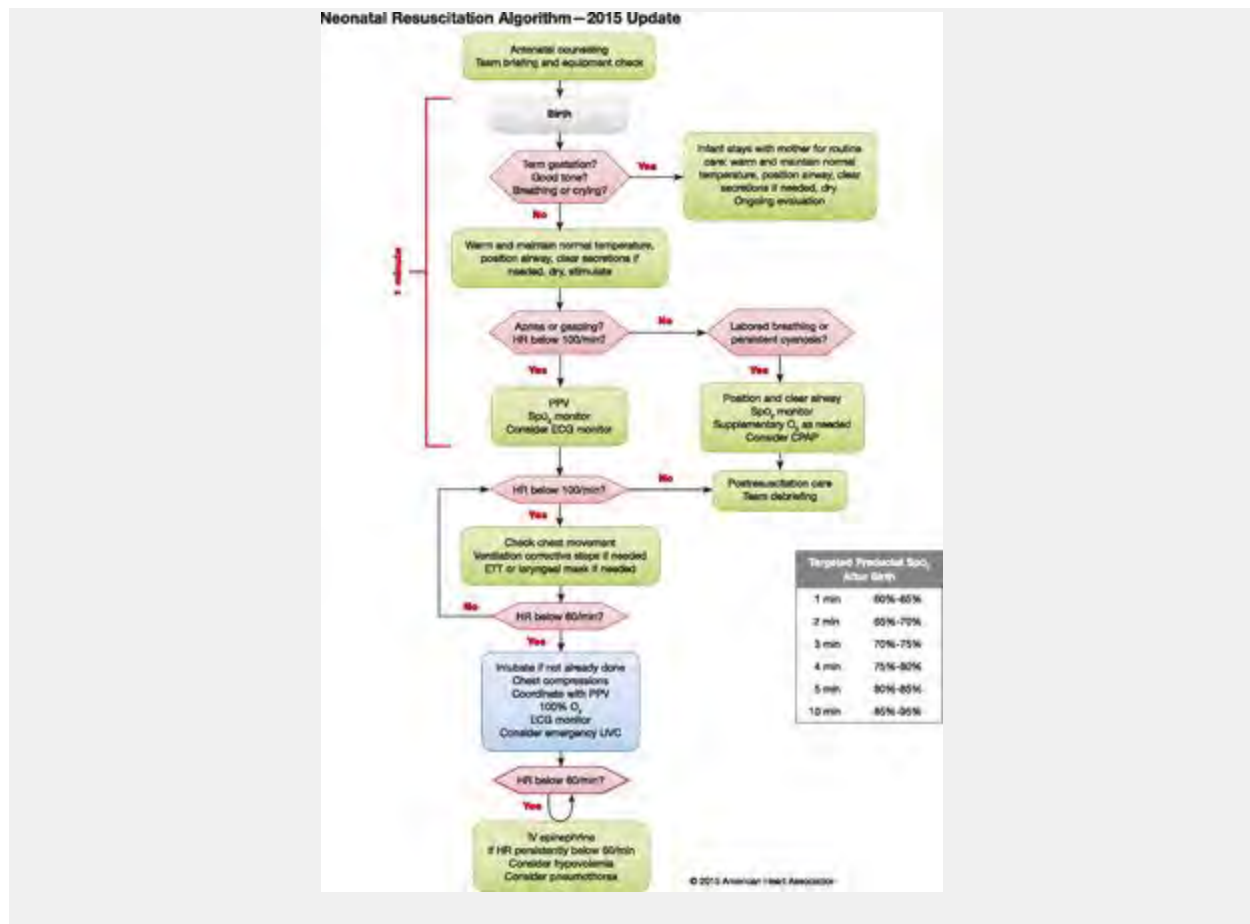 Neonatal Resuscitation Algorithm—2015 Update
Antenatal counseling
Team briefing and equipment check
Birth
Term gestation?
Good tone?
Breathing or crying?
Yes
Infant stays with mother for routine
care: warm and maintain normal
temperature, position airway, clear
secretions if needed, dry
Ongoing evaluation
No
Warm and maintain normal temperature,
position airway, clear secretions if
needed, dry, stimulate
1 minute
Apnea or gasping?
HR below 100/min?
No
Labored breathing or
persistent cyanosis?
Yes
Yes
PPV
SpO₂ monitor
Consider ECG monitor
Position and clear airway
SpO₂ monitor
Supplementary O₂ as needed
Consider CPAP
HR below 100/min?
No
Postresuscitation care
Team debriefing
Yes
Check chest movement
Ventilation corrective steps if needed
ETT or laryngeal mask if needed
No
HR below 60/min?
Yes
Intubate if not already done
Chest compressions
Coordinate with PPV
100% O₂
ECG monitor
Consider emergency UVC
HR below 60/min?
Yes
IV epinephrine
If HR persistently below 60/min
Consider hypovolemia
Consider pneumothorax
Targeted Preductal SpO₂
After Birth
1 min 60%-65%
2 min 65%-70%
3 min 70%-75%
4 min 75%-80%
5 min 80%-85%
10 min 85%-95%
© 2015 American Heart Association